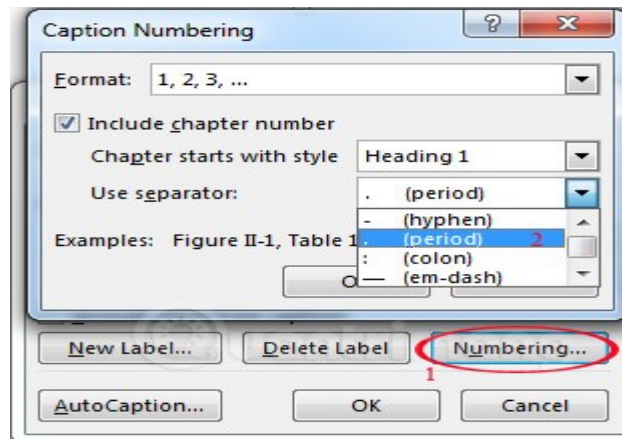 Caption Numbering
Format: 1, 2, 3, ...
Include chapter number
Chapter starts with style Heading 1
Use separator: . (period)
- (hyphen)
Examples: Figure II-1, Table 1 . (period) 2
: (colon)
— (em-dash)
New Label... Delete Label Numbering...
1
AutoCaption... OK Cancel